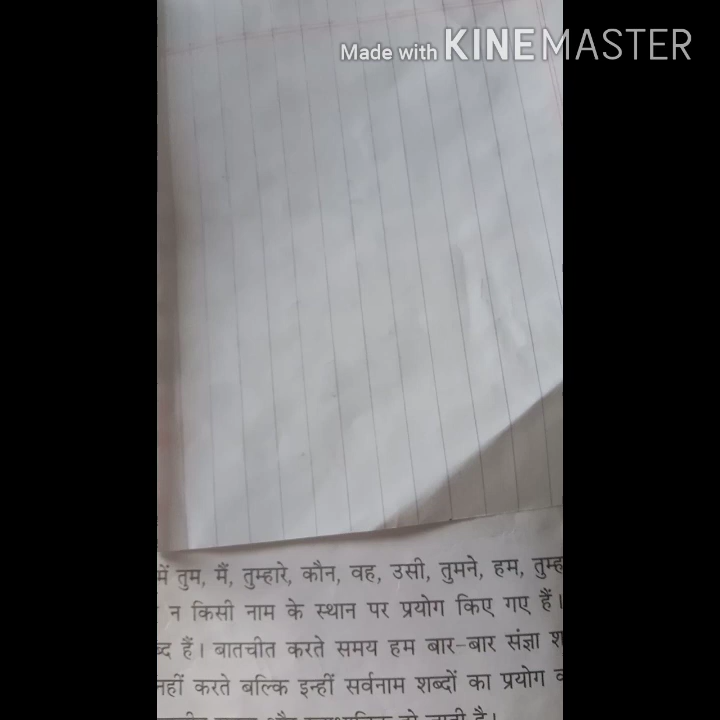 Made with KINEMASTER
में तुम, मैं, तुम्हारे, कौन, वह, उसी, तुमने, हम,
न किसी नाम के स्थान पर प्रयोग किए गए हैं।
हैं। बातचीत करते समय हम बार-बार संज्ञा
नहीं करते बल्कि इन्हीं सर्वनाम शब्दों का प्रयोग